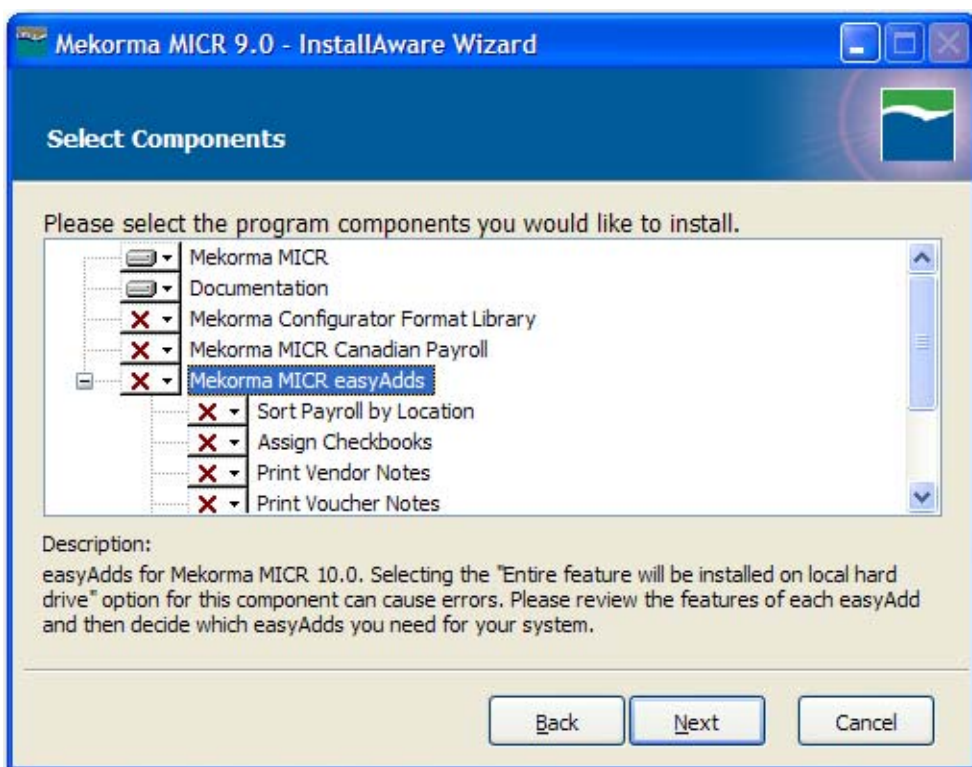 Mekorma MICR 9.0 - InstallAware Wizard
Select Components
Please select the program components you would like to install.
Mekorma MICR
Documentation
Mekorma Configurator Format Library
Mekorma MICR Canadian Payroll
Mekorma MICR easyAdds
Sort Payroll by Location
Assign Checkbooks
Print Vendor Notes
Print Voucher Notes
Description:
easyAdds for Mekorma MICR 10.0. Selecting the "Entire feature will be installed on local hard
drive" option for this component can cause errors. Please review the features of each easyAdd
and then decide which easyAdds you need for your system.
Back Next Cancel